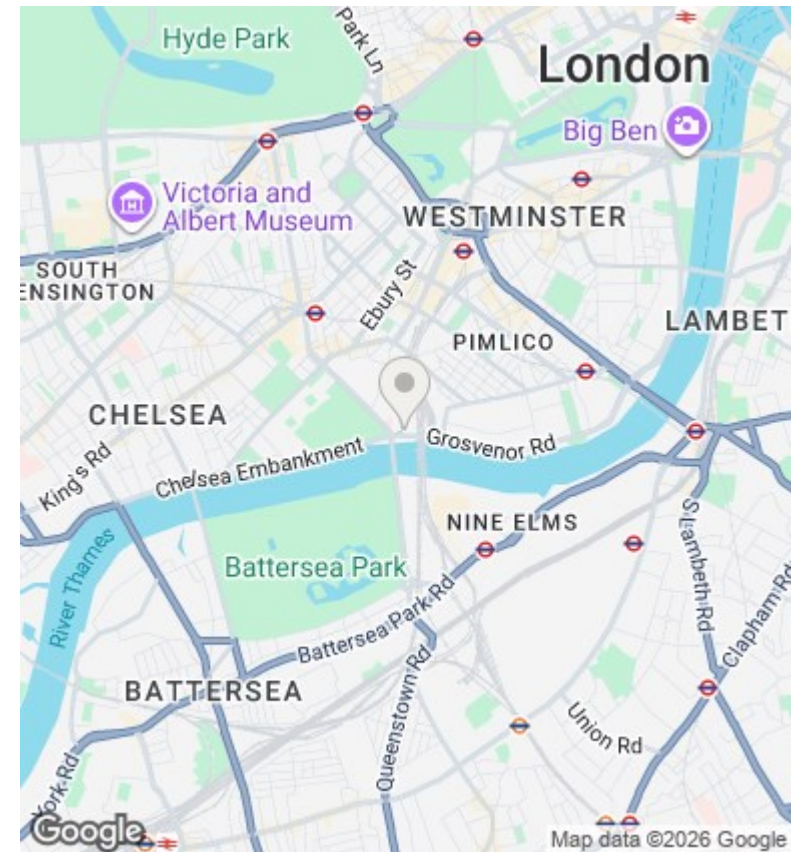 Hyde Park
Park Ln
London
Big Ben
Victoria and
Albert Museum
WESTMINSTER
SOUTH
ENSINGTON
Ebury St
PIMLICO
LAMBET
CHELSEA
King's Rd
Chelsea Embankment
Grosvenor Rd
NINE ELMS
S Lambeth Rd
River Thames
Battersea Park
Battersea Park Rd
Clapham Rd
BATTERSEA
Queenstown Rd
Union Rd
York Rd
Google
Map data ©2026 Google